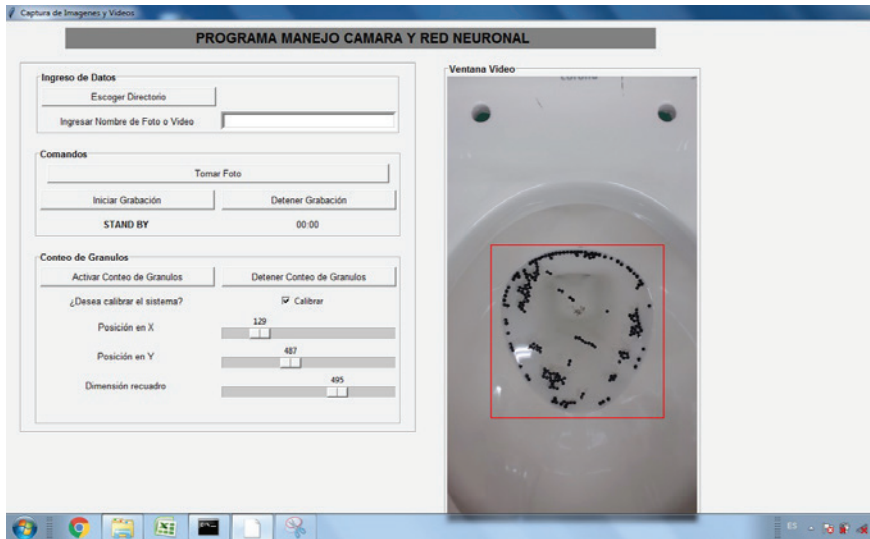 Captura de Imagenes y Videos
PROGRAMA MANEJO CAMARA Y RED NEURONAL
Ingreso de Datos
Escoger Directorio
Ingresar Nombre de Foto o Video
Comandos
Tomar Foto
Iniciar Grabación
Detener Grabación
STAND BY
00:00
Conteo de Granulos
Activar Conteo de Granulos
Detener Conteo de Granulos
¿Desea calibrar el sistema?
Calibrar
Posición en X
129
Posición en Y
487
Dimensión recuadro
495
Ventana Video
ES